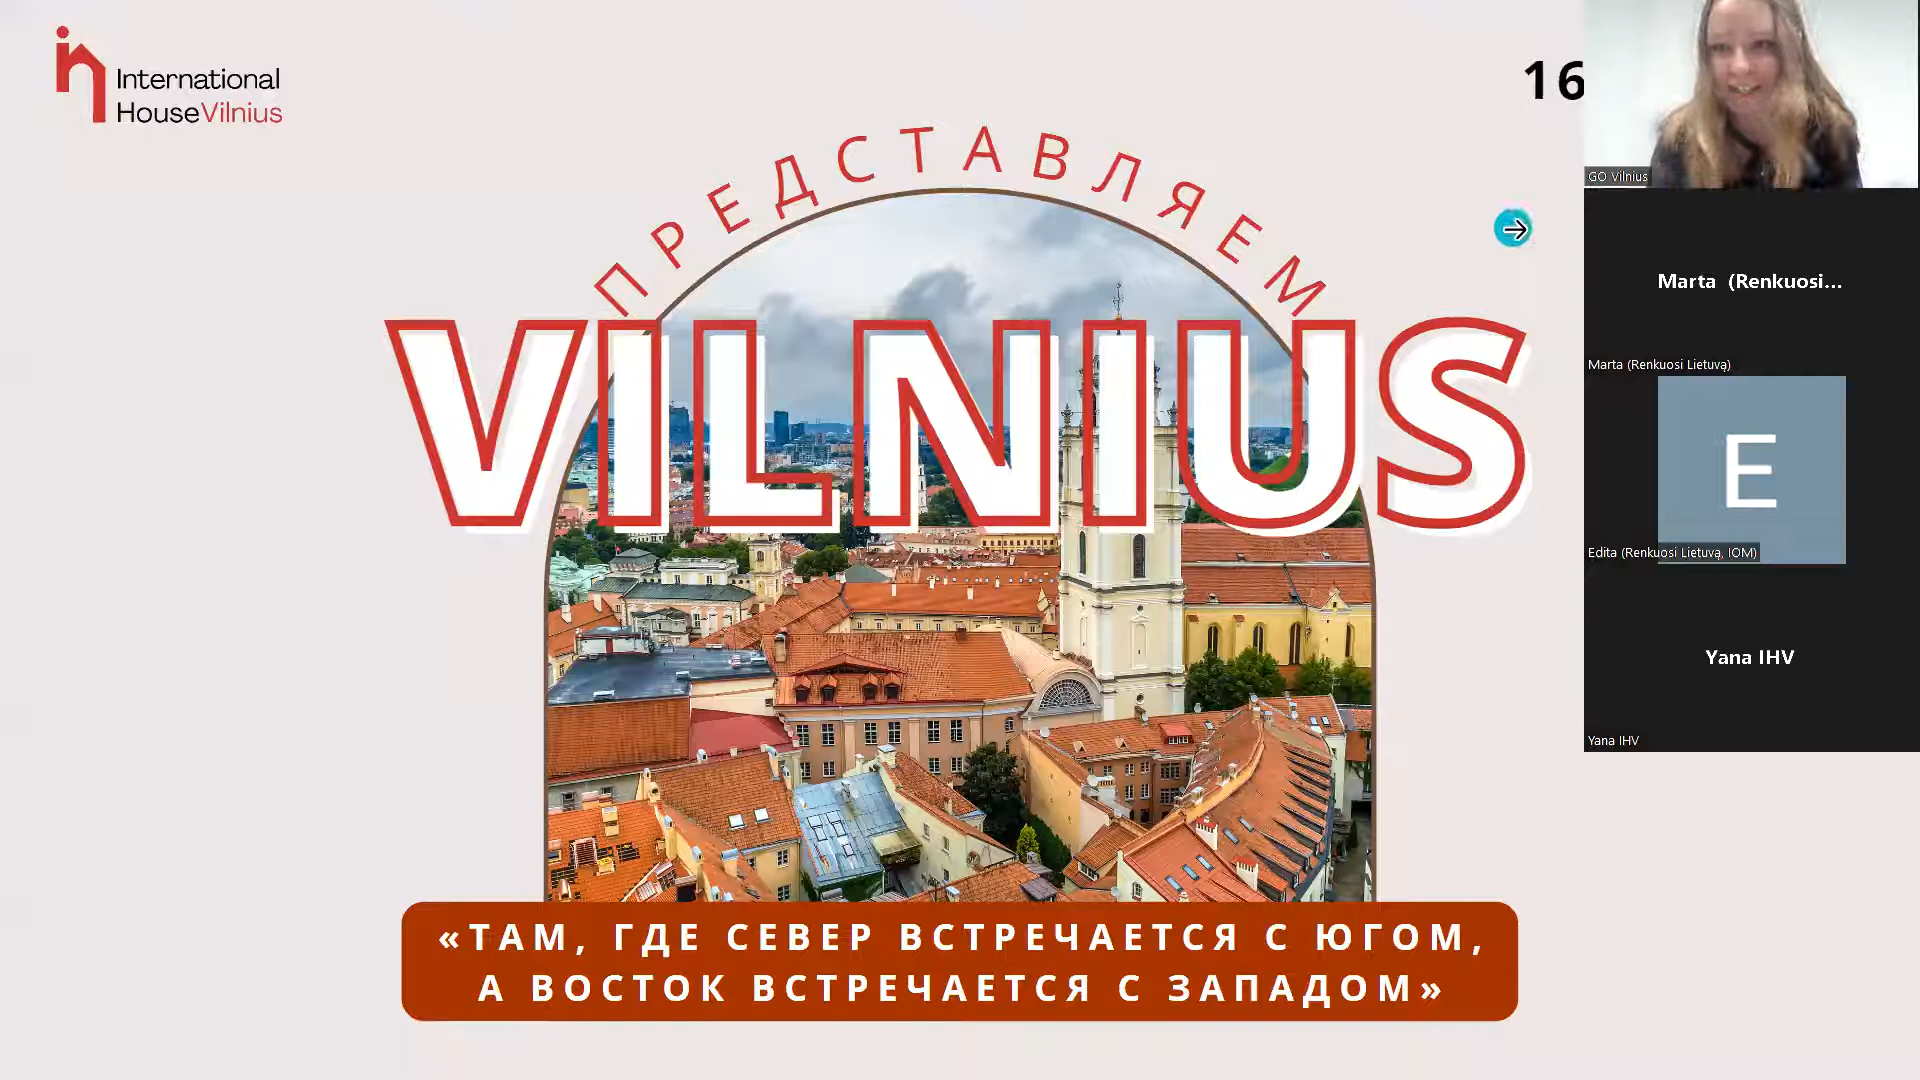 International
HouseVilnius
16
ПРЕДСТАВЛЯЕМ
VILNIUS
«ТАМ, ГДЕ СЕВЕР ВСТРЕЧАЕТСЯ С ЮГОМ,
А ВОСТОК ВСТРЕЧАЕТСЯ С ЗАПАДОМ»
GO Vilnius
Marta (Renkuosi...
Marta (Renkuosi Lietuvą)
E
Edita (Renkuosi Lietuvą, IOM)
Yana IHV
Yana IHV